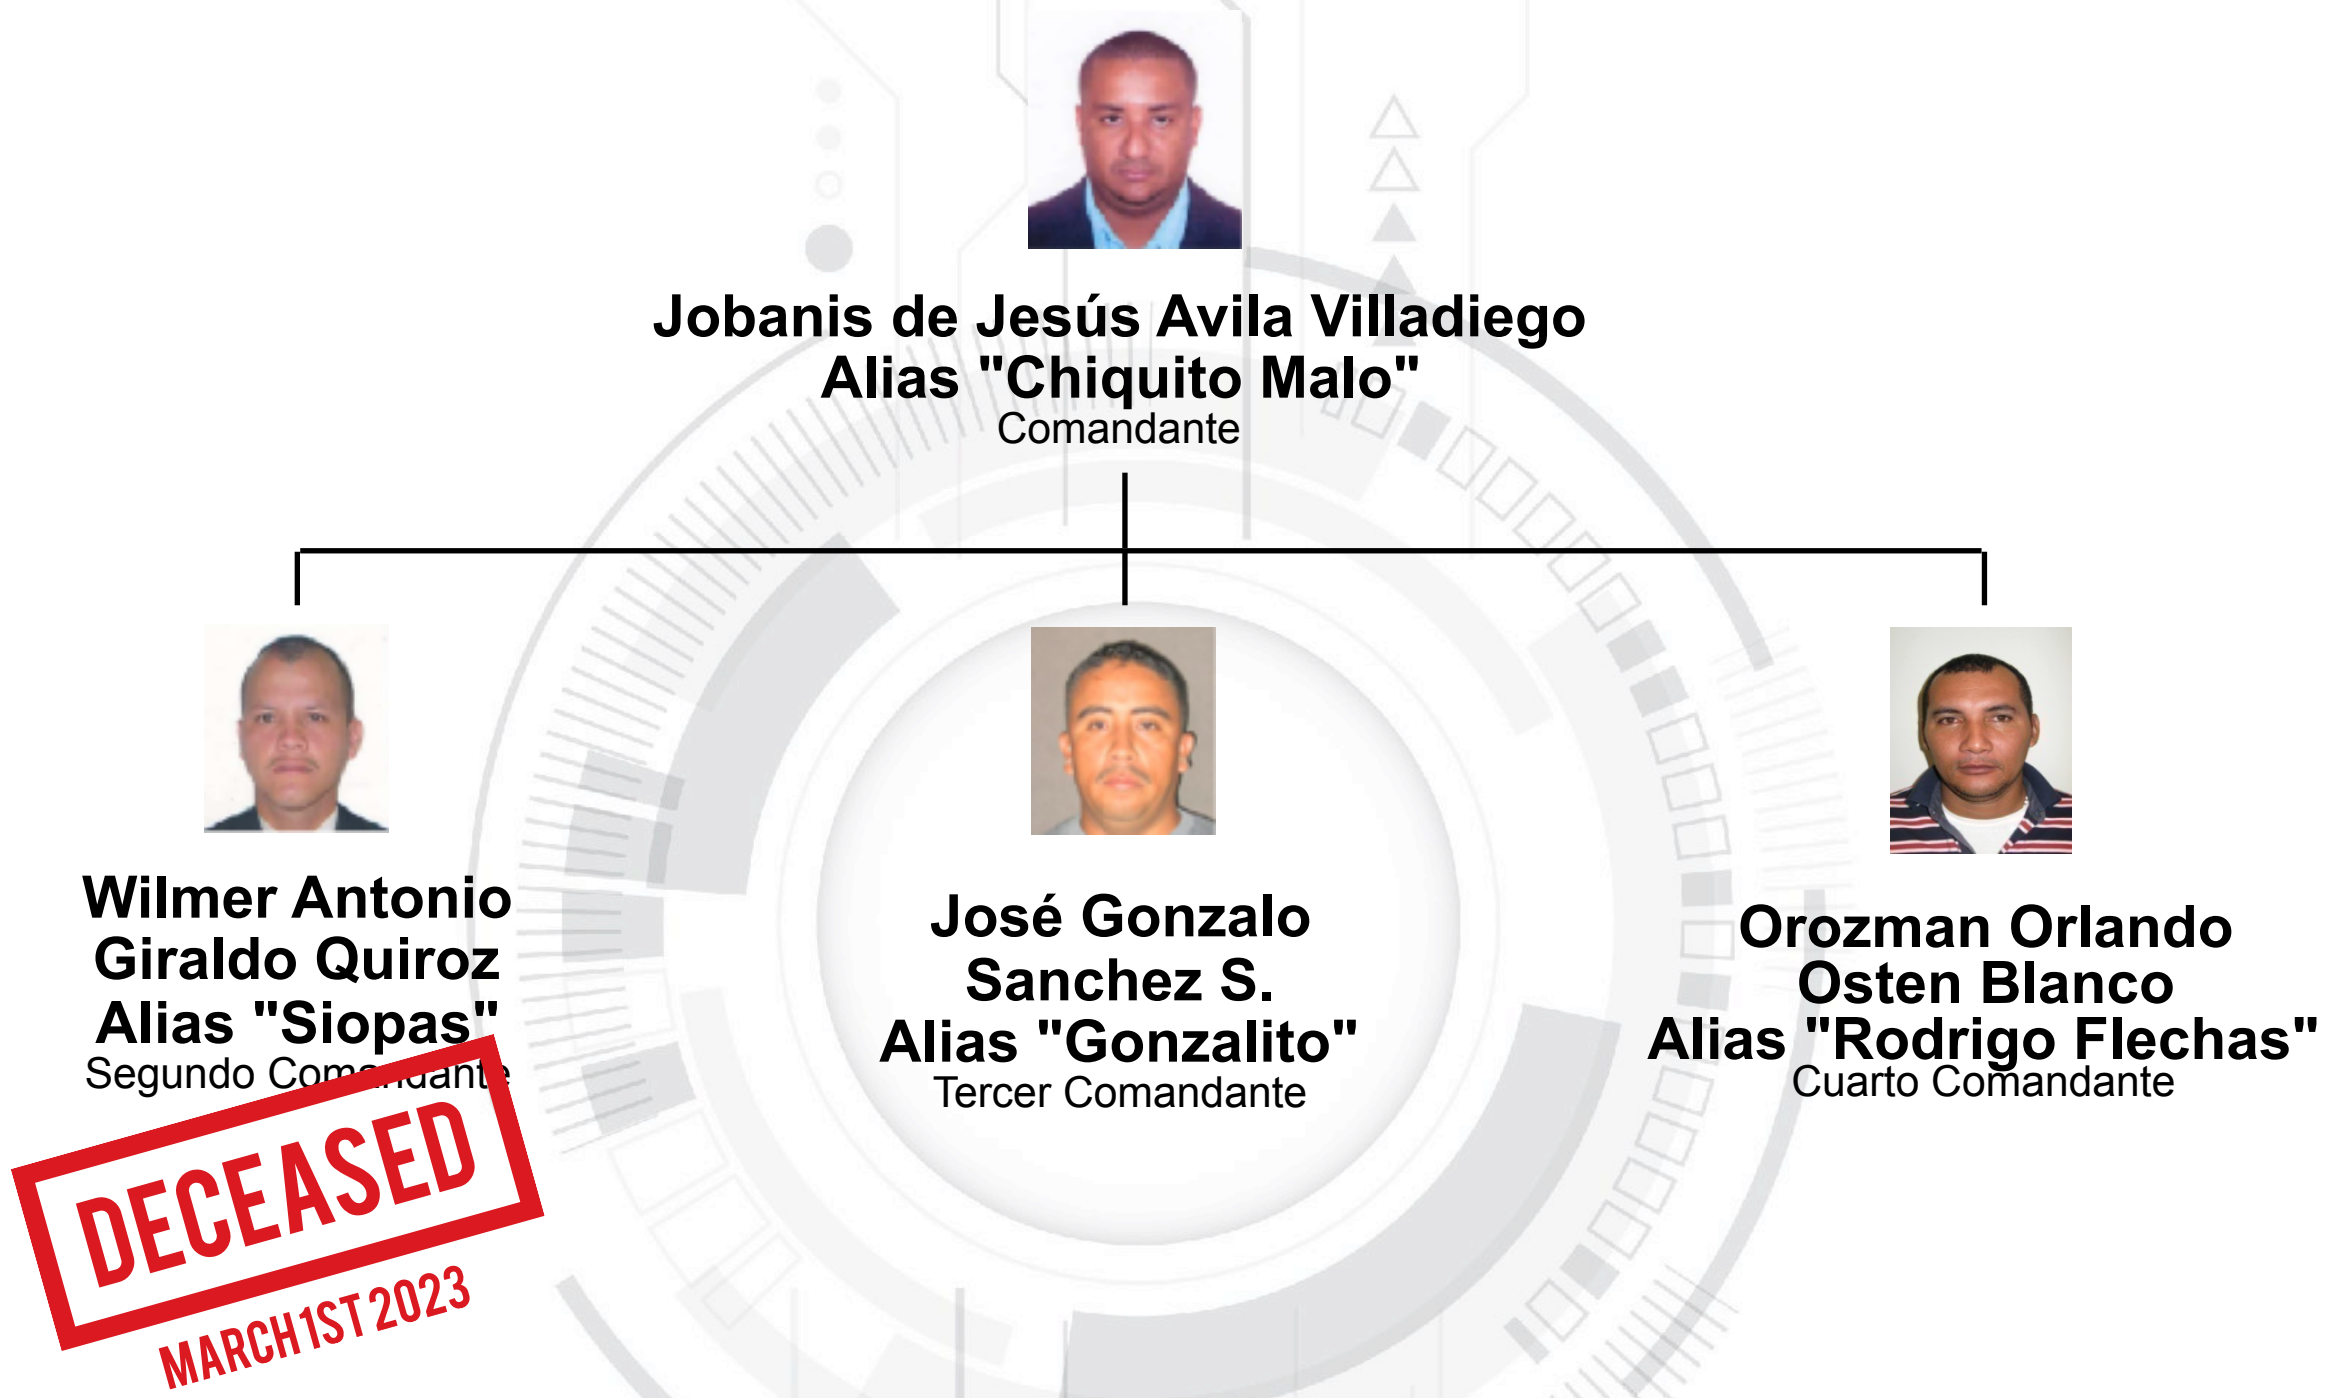 Jobanis de Jesús Avila Villadiego
Alias "Chiquito Malo"
Comandante
Wilmer Antonio
Giraldo Quiroz
Alias "Siopas"
Segundo Comandante
DECEASED
MARCH 1ST 2023
José Gonzalo
Sanchez S.
Alias "Gonzalito"
Tercer Comandante
Orozman Orlando
Osten Blanco
Alias "Rodrigo Flechas"
Cuarto Comandante